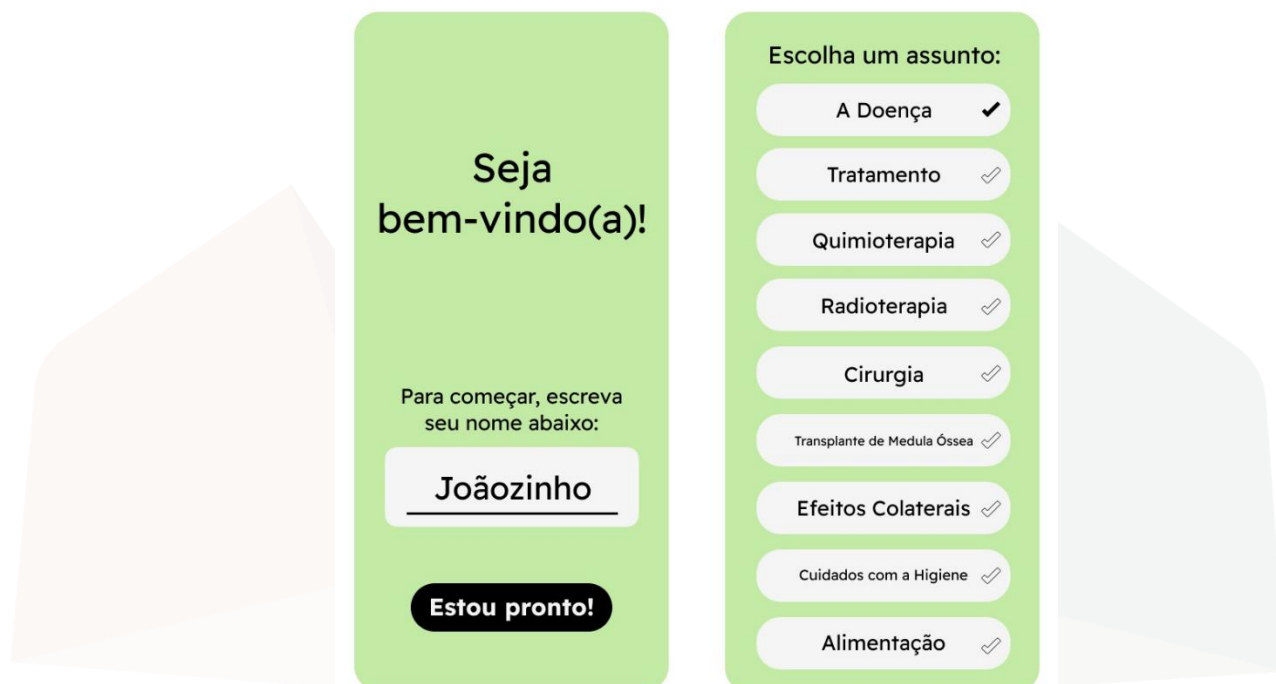 Seja
bem-vindo(a)!
Para começar, escreva
seu nome abaixo:
Joãozinho
Estou pronto!
Escolha um assunto:
A Doença
Tratamento
Quimioterapia
Radioterapia
Cirurgia
Transplante de Medula Óssea
Efeitos Colaterais
Cuidados com a Higiene
Alimentação